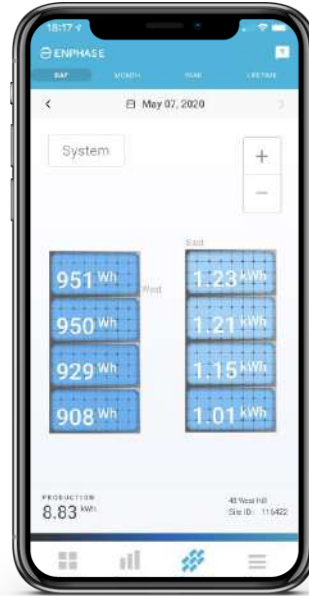 18:17
ENPHASE
DAY MONTH YEAR LIFETIME
May 07, 2020
System
East
West
951 Wh
950 Wh
929 Wh
908 Wh
1.23 kWh
1.21 kWh
1.15 kWh
1.01 kWh
PRODUCTION
8.83 kWh
48 West Hill
Site ID: 116422